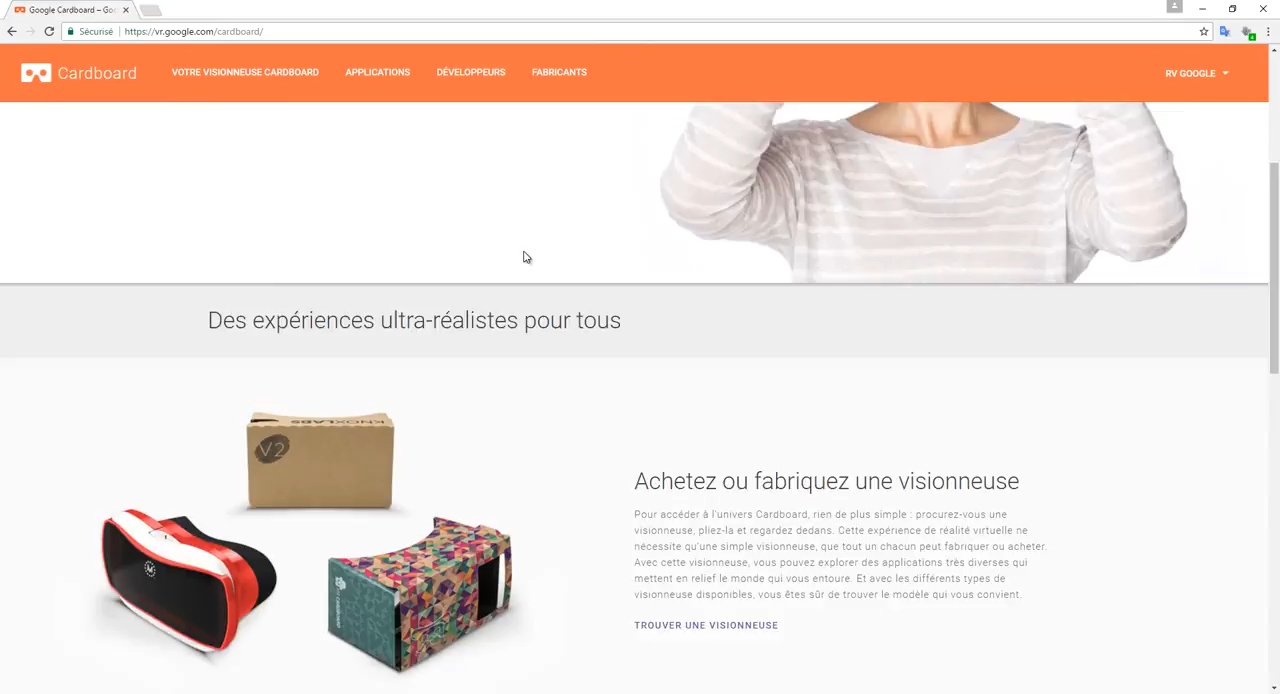 Google Cardboard – Goo
Sécurisé https://vr.google.com/cardboard/
Cardboard VOTRE VISIONNEUSE CARDBOARD APPLICATIONS DÉVELOPPEURS FABRICANTS RV GOOGLE
Des expériences ultra-réalistes pour tous
KNOXLABS
V2
Achetez ou fabriquez une visionneuse
Pour accéder à l'univers Cardboard, rien de plus simple : procurez-vous une
visionneuse, pliez-la et regardez dedans. Cette expérience de réalité virtuelle ne
nécessite qu'une simple visionneuse, que tout un chacun peut fabriquer ou acheter.
Avec cette visionneuse, vous pouvez explorer des applications très diverses qui
mettent en relief le monde qui vous entoure. Et avec les différents types de
visionneuse disponibles, vous êtes sûr de trouver le modèle qui vous convient.
TROUVER UNE VISIONNEUSE